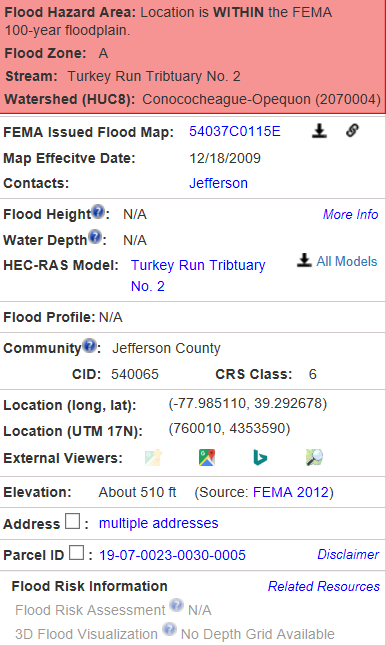 Flood Hazard Area: Location is WITHIN the FEMA
100-year floodplain.
Flood Zone: A
Stream: Turkey Run Tribtuary No. 2
Watershed (HUC8): Conococheague-Opequon (2070004)
FEMA Issued Flood Map: 54037C0115E
Map Effecitve Date: 12/18/2009
Contacts: Jefferson
Flood Height?: N/A More Info
Water Depth?: N/A
HEC-RAS Model: Turkey Run Tribtuary All Models
No. 2
Flood Profile: N/A
Community?: Jefferson County
CID: 540065 CRS Class: 6
Location (long, lat): (-77.985110, 39.292678)
Location (UTM 17N): (760010, 4353590)
External Viewers:
Elevation: About 510 ft (Source: FEMA 2012)
Address : multiple addresses
Parcel ID : 19-07-0023-0030-0005 Disclaimer
Flood Risk Information Related Resources
Flood Risk Assessment ? N/A
3D Flood Visualization ? No Depth Grid Available